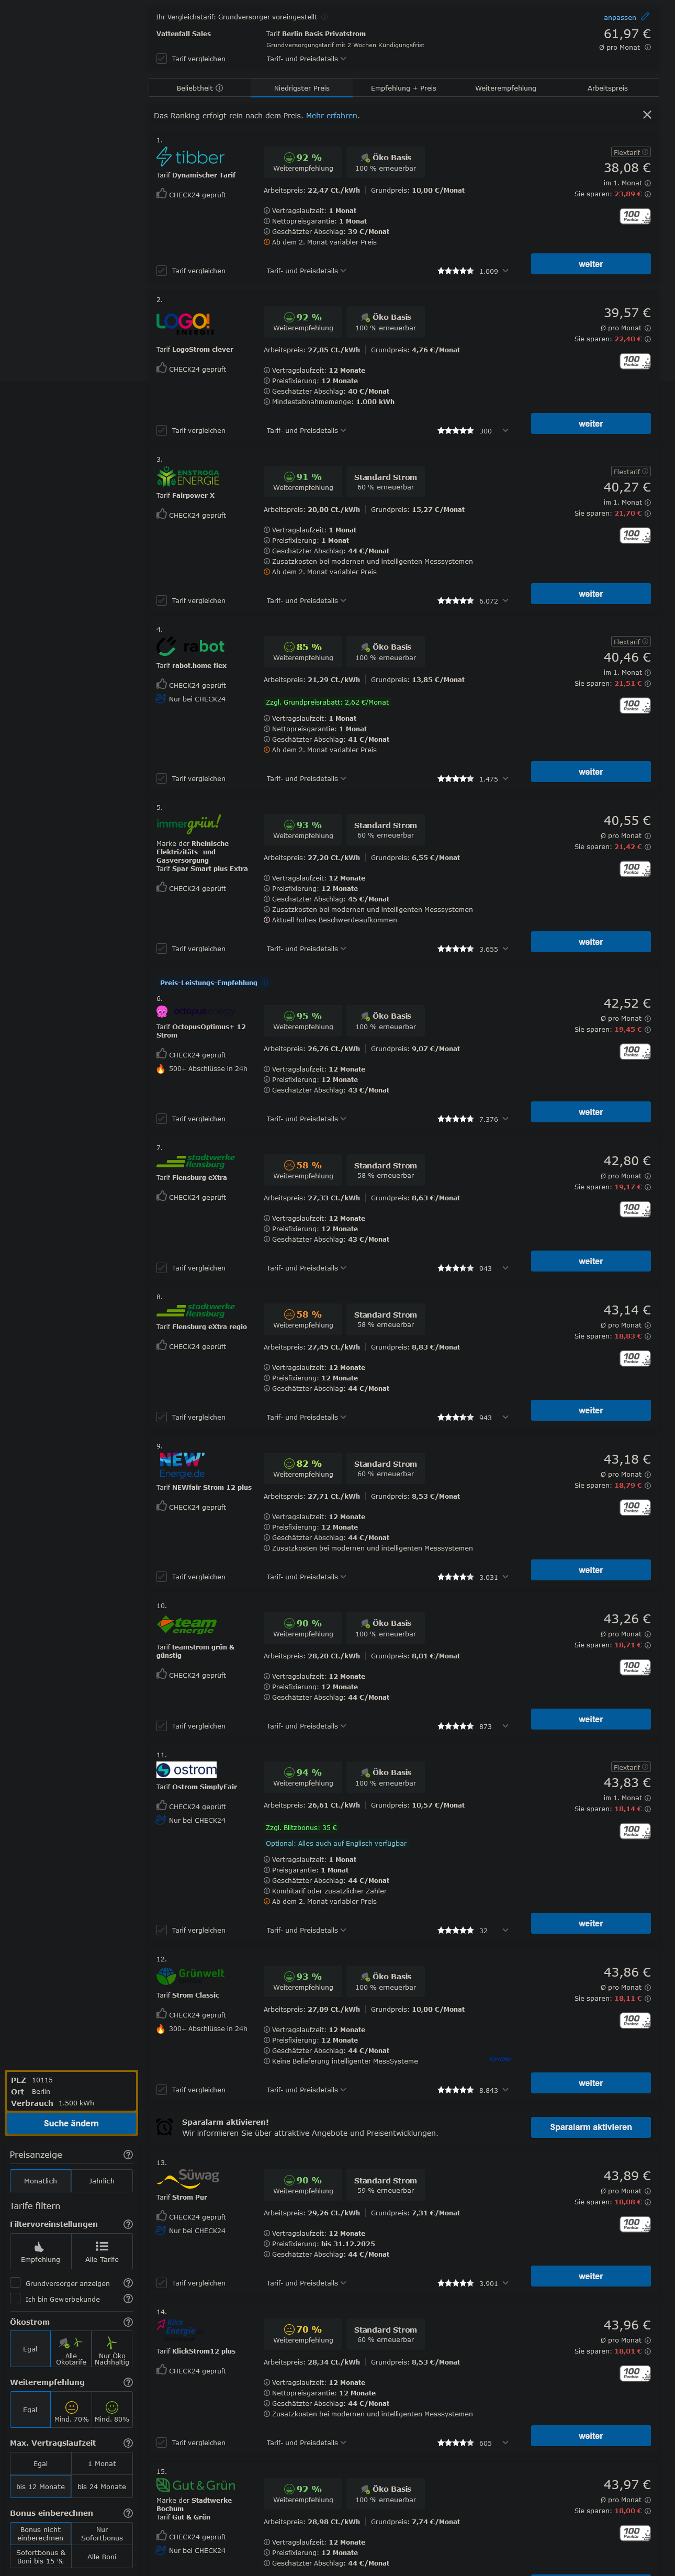 Ihr Vergleichstarif: Grundversorger voreingestellt
anpassen
Vattenfall Sales
Tarif Berlin Basis Privatstrom
61,97 €
Grundversorgungstarif mit 2 Wochen Kündigungsfrist
Ø pro Monat
Tarif vergleichen
Tarif- und Preisdetails
Beliebtheit
Niedrigster Preis
Empfehlung + Preis
Weiterempfehlung
Arbeitspreis
Das Ranking erfolgt rein nach dem Preis. Mehr erfahren.
1.
tibber
Tarif Dynamischer Tarif
CHECK24 geprüft
92 %
Weiterempfehlung
Öko Basis
100 % erneuerbar
Arbeitspreis: 22,47 Ct./kWh
Grundpreis: 10,00 €/Monat
Vertragslaufzeit: 1 Monat
Nettopreisgarantie: 1 Monat
Geschätzter Abschlag: 39 €/Monat
Ab dem 2. Monat variabler Preis
Flextarif
38,08 €
im 1. Monat
Sie sparen: 23,89 €
100
Punkte
weiter
Tarif vergleichen
Tarif- und Preisdetails
1.009
2.
LOGO!
ENERGIE
Tarif LogoStrom clever
CHECK24 geprüft
92 %
Weiterempfehlung
Öko Basis
100 % erneuerbar
Arbeitspreis: 27,85 Ct./kWh
Grundpreis: 4,76 €/Monat
Vertragslaufzeit: 12 Monate
Preisfixierung: 12 Monate
Geschätzter Abschlag: 40 €/Monat
Mindestabnahmemenge: 1.000 kWh
39,57 €
Ø pro Monat
Sie sparen: 22,40 €
100
Punkte
weiter
Tarif vergleichen
Tarif- und Preisdetails
300
3.
ENSTROGA
ENERGIE
Tarif Fairpower X
CHECK24 geprüft
91 %
Weiterempfehlung
Standard Strom
60 % erneuerbar
Arbeitspreis: 20,00 Ct./kWh
Grundpreis: 15,27 €/Monat
Vertragslaufzeit: 1 Monat
Preisfixierung: 1 Monat
Geschätzter Abschlag: 44 €/Monat
Zusatzkosten bei modernen und intelligenten Messsystemen
Ab dem 2. Monat variabler Preis
Flextarif
40,27 €
im 1. Monat
Sie sparen: 21,70 €
100
Punkte
weiter
Tarif vergleichen
Tarif- und Preisdetails
6.072
4.
rabot
Tarif rabot.home flex
CHECK24 geprüft
Nur bei CHECK24
85 %
Weiterempfehlung
Öko Basis
100 % erneuerbar
Arbeitspreis: 21,29 Ct./kWh
Grundpreis: 13,85 €/Monat
Zzgl. Grundpreisrabatt: 2,62 €/Monat
Vertragslaufzeit: 1 Monat
Nettopreisgarantie: 1 Monat
Geschätzter Abschlag: 41 €/Monat
Ab dem 2. Monat variabler Preis
Flextarif
40,46 €
im 1. Monat
Sie sparen: 21,51 €
100
Punkte
weiter
Tarif vergleichen
Tarif- und Preisdetails
1.475
5.
immergrün!
Marke der Rheinische
Elektrizitäts- und
Gasversorgung
Tarif Spar Smart plus Extra
CHECK24 geprüft
93 %
Weiterempfehlung
Standard Strom
60 % erneuerbar
Arbeitspreis: 27,20 Ct./kWh
Grundpreis: 6,55 €/Monat
Vertragslaufzeit: 12 Monate
Preisfixierung: 12 Monate
Geschätzter Abschlag: 45 €/Monat
Zusatzkosten bei modernen und intelligenten Messsystemen
Aktuell hohes Beschwerdeaufkommen
40,55 €
Ø pro Monat
Sie sparen: 21,42 €
100
Punkte
weiter
Tarif vergleichen
Tarif- und Preisdetails
3.655
Preis-Leistungs-Empfehlung
6.
octopus energy
Tarif OctopusOptimus+ 12
Strom
CHECK24 geprüft
500+ Abschlüsse in 24h
95 %
Weiterempfehlung
Öko Basis
100 % erneuerbar
Arbeitspreis: 26,76 Ct./kWh
Grundpreis: 9,07 €/Monat
Vertragslaufzeit: 12 Monate
Preisfixierung: 12 Monate
Geschätzter Abschlag: 43 €/Monat
42,52 €
Ø pro Monat
Sie sparen: 19,45 €
100
Punkte
weiter
Tarif vergleichen
Tarif- und Preisdetails
7.376
7.
stadtwerke
flensburg
Tarif Flensburg eXtra
CHECK24 geprüft
58 %
Weiterempfehlung
Standard Strom
58 % erneuerbar
Arbeitspreis: 27,33 Ct./kWh
Grundpreis: 8,63 €/Monat
Vertragslaufzeit: 12 Monate
Preisfixierung: 12 Monate
Geschätzter Abschlag: 43 €/Monat
42,80 €
Ø pro Monat
Sie sparen: 19,17 €
100
Punkte
weiter
Tarif vergleichen
Tarif- und Preisdetails
943
8.
stadtwerke
flensburg
Tarif Flensburg eXtra regio
CHECK24 geprüft
58 %
Weiterempfehlung
Standard Strom
58 % erneuerbar
Arbeitspreis: 27,45 Ct./kWh
Grundpreis: 8,83 €/Monat
Vertragslaufzeit: 12 Monate
Preisfixierung: 12 Monate
Geschätzter Abschlag: 44 €/Monat
43,14 €
Ø pro Monat
Sie sparen: 18,83 €
100
Punkte
weiter
Tarif vergleichen
Tarif- und Preisdetails
943
9.
NEW
Energie.de
Tarif NEWfair Strom 12 plus
CHECK24 geprüft
82 %
Weiterempfehlung
Standard Strom
60 % erneuerbar
Arbeitspreis: 27,71 Ct./kWh
Grundpreis: 8,53 €/Monat
Vertragslaufzeit: 12 Monate
Preisfixierung: 12 Monate
Geschätzter Abschlag: 44 €/Monat
Zusatzkosten bei modernen und intelligenten Messsystemen
43,18 €
Ø pro Monat
Sie sparen: 18,79 €
100
Punkte
weiter
Tarif vergleichen
Tarif- und Preisdetails
3.031
10.
team
energie
Tarif teamstrom grün &
günstig
CHECK24 geprüft
90 %
Weiterempfehlung
Öko Basis
100 % erneuerbar
Arbeitspreis: 28,20 Ct./kWh
Grundpreis: 8,01 €/Monat
Vertragslaufzeit: 12 Monate
Preisfixierung: 12 Monate
Geschätzter Abschlag: 44 €/Monat
43,26 €
Ø pro Monat
Sie sparen: 18,71 €
100
Punkte
weiter
Tarif vergleichen
Tarif- und Preisdetails
873
11.
ostrom
Tarif Ostrom SimplyFair
CHECK24 geprüft
Nur bei CHECK24
94 %
Weiterempfehlung
Öko Basis
100 % erneuerbar
Arbeitspreis: 26,61 Ct./kWh
Grundpreis: 10,57 €/Monat
Zzgl. Blitzbonus: 35 €
Optional: Alles auch auf Englisch verfügbar
Vertragslaufzeit: 1 Monat
Preisgarantie: 1 Monat
Geschätzter Abschlag: 44 €/Monat
Kombitarif oder zusätzlicher Zähler
Ab dem 2. Monat variabler Preis
Flextarif
43,83 €
im 1. Monat
Sie sparen: 18,14 €
100
Punkte
weiter
Tarif vergleichen
Tarif- und Preisdetails
32
12.
Grünwelt
Tarif Strom Classic
CHECK24 geprüft
300+ Abschlüsse in 24h
93 %
Weiterempfehlung
Öko Basis
100 % erneuerbar
Arbeitspreis: 27,09 Ct./kWh
Grundpreis: 10,00 €/Monat
Vertragslaufzeit: 12 Monate
Preisfixierung: 12 Monate
Geschätzter Abschlag: 44 €/Monat
Keine Belieferung intelligenter MessSysteme
43,86 €
Ø pro Monat
Sie sparen: 18,11 €
100
Punkte
weiter
Tarif vergleichen
Tarif- und Preisdetails
8.843
Sparalarm aktivieren!
Wir informieren Sie über attraktive Angebote und Preisentwicklungen.
Sparalarm aktivieren
13.
Süwag
Tarif Strom Pur
CHECK24 geprüft
Nur bei CHECK24
90 %
Weiterempfehlung
Standard Strom
59 % erneuerbar
Arbeitspreis: 29,26 Ct./kWh
Grundpreis: 7,31 €/Monat
Vertragslaufzeit: 12 Monate
Preisfixierung: bis 31.12.2025
Geschätzter Abschlag: 44 €/Monat
43,89 €
Ø pro Monat
Sie sparen: 18,08 €
100
Punkte
weiter
Tarif vergleichen
Tarif- und Preisdetails
3.901
14.
Klick
Energie
Tarif KlickStrom12 plus
CHECK24 geprüft
70 %
Weiterempfehlung
Standard Strom
60 % erneuerbar
Arbeitspreis: 28,34 Ct./kWh
Grundpreis: 8,53 €/Monat
Vertragslaufzeit: 12 Monate
Nettopreisgarantie: 12 Monate
Geschätzter Abschlag: 44 €/Monat
Zusatzkosten bei modernen und intelligenten Messsystemen
43,96 €
Ø pro Monat
Sie sparen: 18,01 €
100
Punkte
weiter
Tarif vergleichen
Tarif- und Preisdetails
605
15.
Gut & Grün
Marke der Stadtwerke
Bochum
Tarif Gut & Grün
CHECK24 geprüft
Nur bei CHECK24
92 %
Weiterempfehlung
Öko Basis
100 % erneuerbar
Arbeitspreis: 28,98 Ct./kWh
Grundpreis: 7,74 €/Monat
Vertragslaufzeit: 12 Monate
Preisfixierung: 12 Monate
Geschätzter Abschlag: 44 €/Monat
43,97 €
Ø pro Monat
Sie sparen: 18,00 €
100
Punkte
PLZ 10115
Ort Berlin
Verbrauch 1.500 kWh
Suche ändern
Preisanzeige
Monatlich
Jährlich
Tarife filtern
Filtervoreinstellungen
Empfehlung
Alle Tarife
Grundversorger anzeigen
Ich bin Gewerbekunde
Ökostrom
Egal
Alle
Ökotarife
Nur Öko
Nachhaltig
Weiterempfehlung
Egal
Mind. 70%
Mind. 80%
Max. Vertragslaufzeit
Egal
1 Monat
bis 12 Monate
bis 24 Monate
Bonus einberechnen
Bonus nicht
einberechnen
Nur
Sofortbonus
Sofortbonus &
Boni bis 15 %
Alle Boni